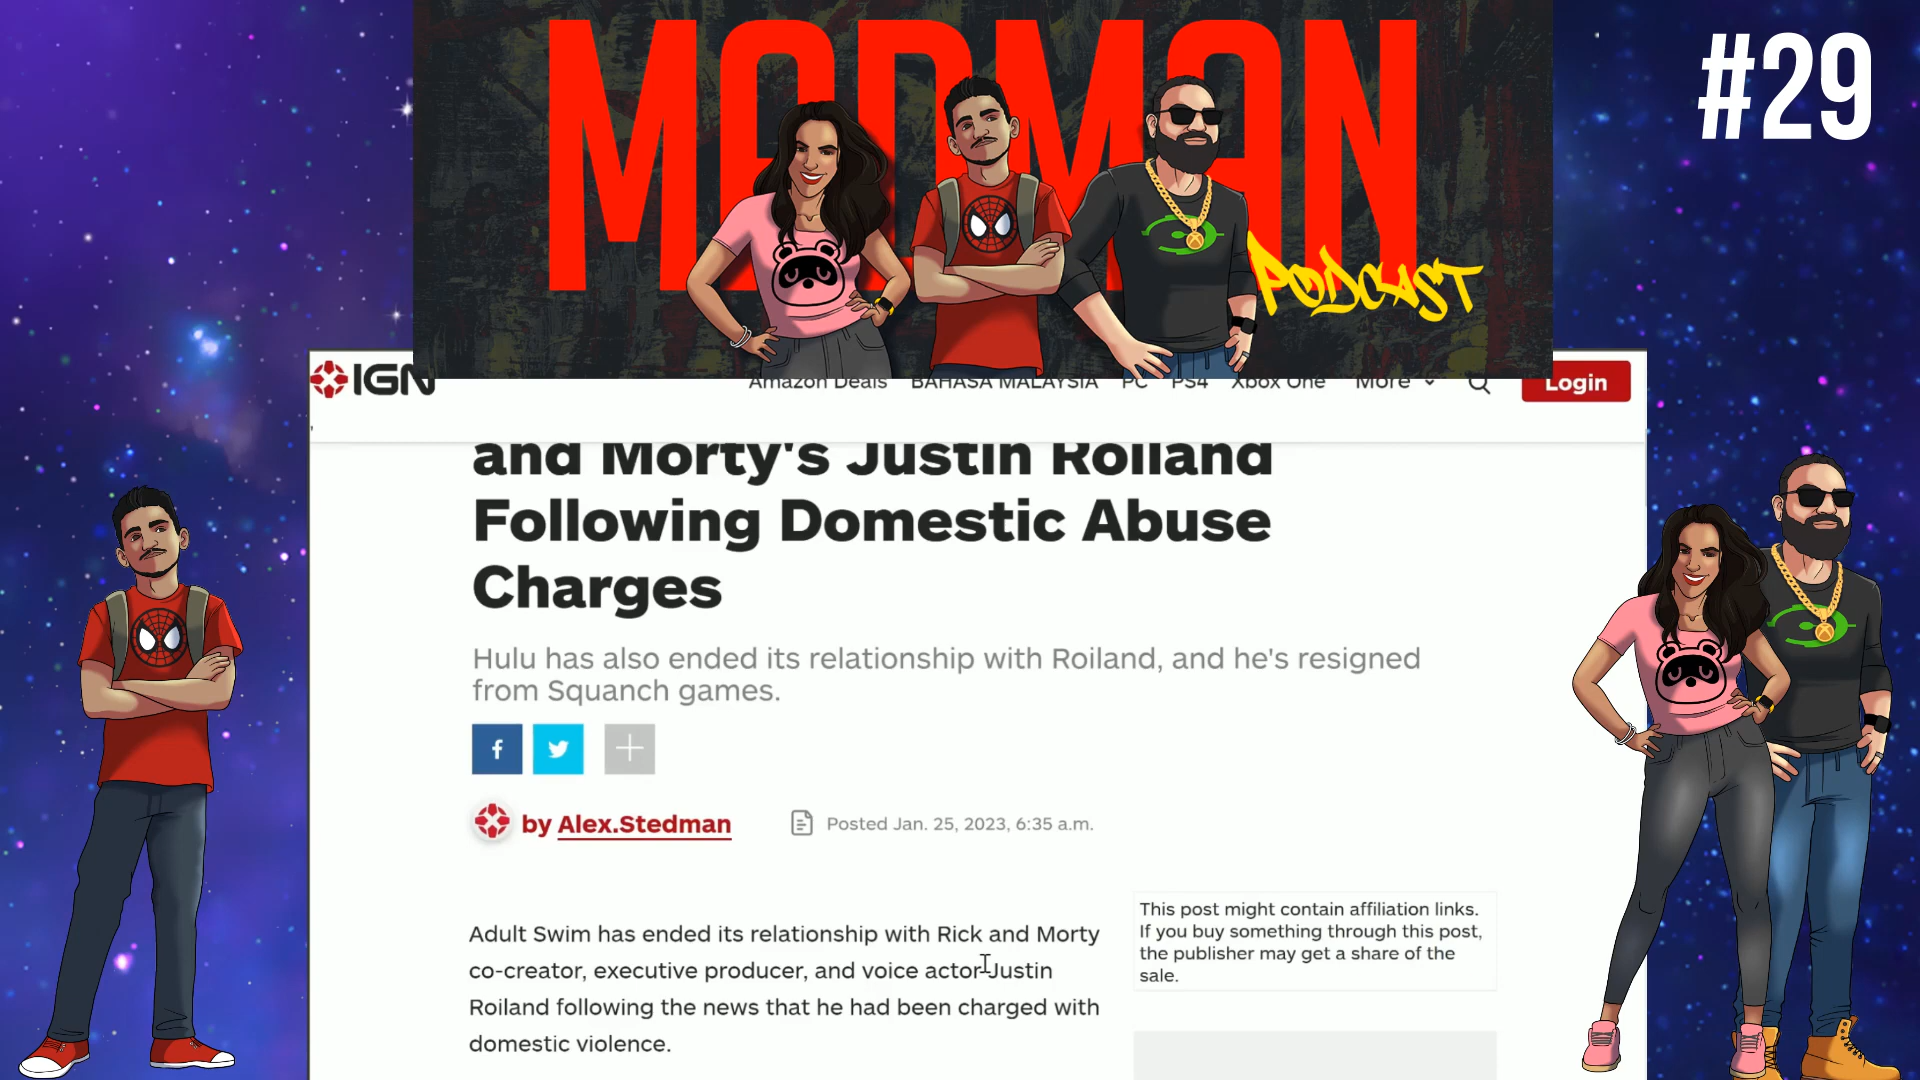 MADMAN
PODCAST
#29
IGN
Amazon Deals BAHASA MALAYSIA PC PS4 Xbox One More
Login
and Morty's Justin Roiland
Following Domestic Abuse
Charges
Hulu has also ended its relationship with Roiland, and he's resigned
from Squanch games.
by Alex.Stedman
Posted Jan. 25, 2023, 6:35 a.m.
Adult Swim has ended its relationship with Rick and Morty
co-creator, executive producer, and voice actor Justin
Roiland following the news that he had been charged with
domestic violence.
This post might contain affiliation links.
If you buy something through this post,
the publisher may get a share of the
sale.